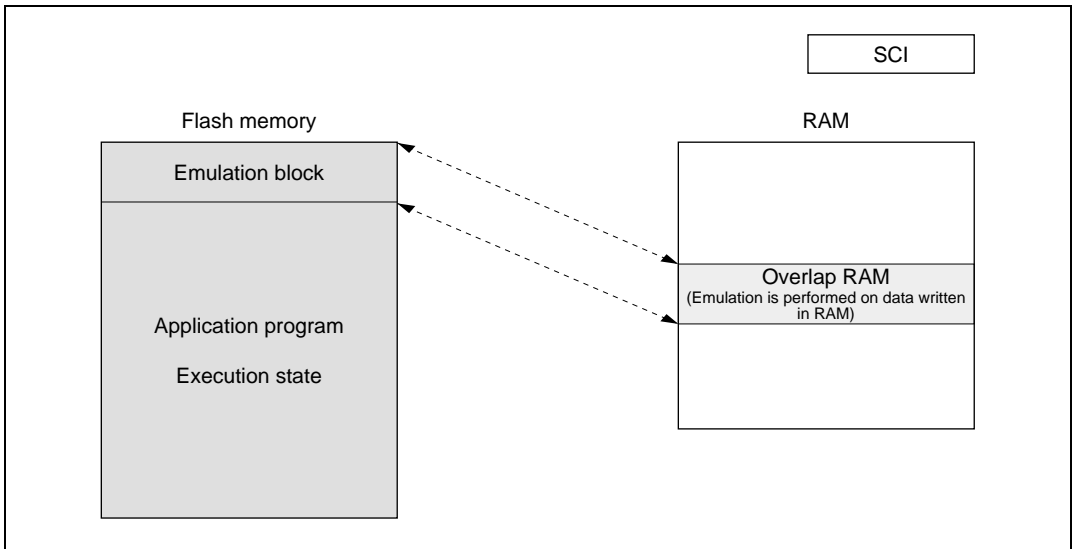 SCI
Flash memory
RAM
Emulation block
Overlap RAM
(Emulation is performed on data written
in RAM)
Application program
Execution state